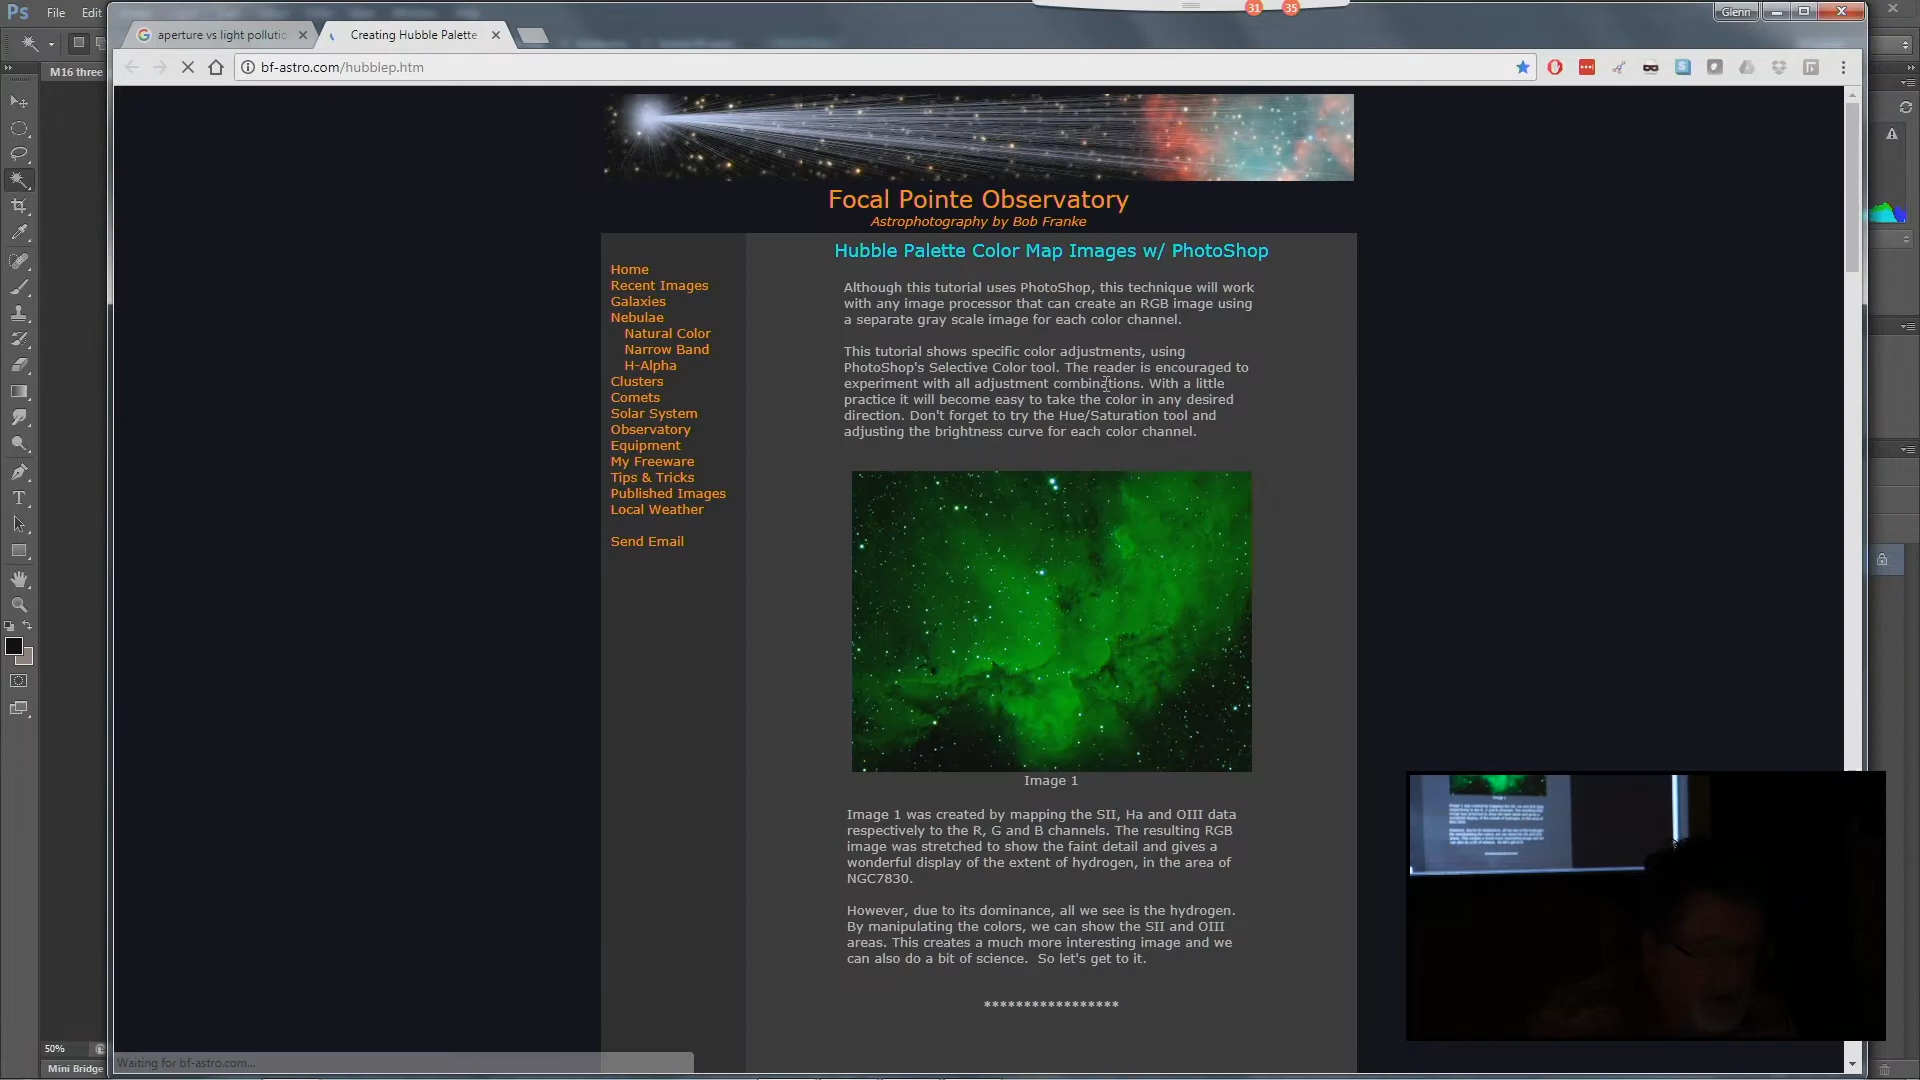 Ps File Edit
31 35
Glenn
aperture vs light pollutio
Creating Hubble Palette
bf-astro.com/hubblep.htm
M16 three
Focal Pointe Observatory
Astrophotography by Bob Franke
Hubble Palette Color Map Images w/ PhotoShop
Home
Recent Images
Galaxies
Nebulae
Natural Color
Narrow Band
H-Alpha
Clusters
Comets
Solar System
Observatory
Equipment
My Freeware
Tips & Tricks
Published Images
Local Weather
Send Email
Although this tutorial uses PhotoShop, this technique will work
with any image processor that can create an RGB image using
a separate gray scale image for each color channel.
This tutorial shows specific color adjustments, using
PhotoShop's Selective Color tool. The reader is encouraged to
experiment with all adjustment combinations. With a little
practice it will become easy to take the color in any desired
direction. Don't forget to try the Hue/Saturation tool and
adjusting the brightness curve for each color channel.
Image 1
Image 1 was created by mapping the SII, Ha and OIII data
respectively to the R, G and B channels. The resulting RGB
image was stretched to show the faint detail and gives a
wonderful display of the extent of hydrogen, in the area of
NGC7830.
However, due to its dominance, all we see is the hydrogen.
By manipulating the colors, we can show the SII and OIII
areas. This creates a much more interesting image and we
can also do a bit of science.  So let's get to it.
*****************
50%
Waiting for bf-astro.com...
Mini Bridge